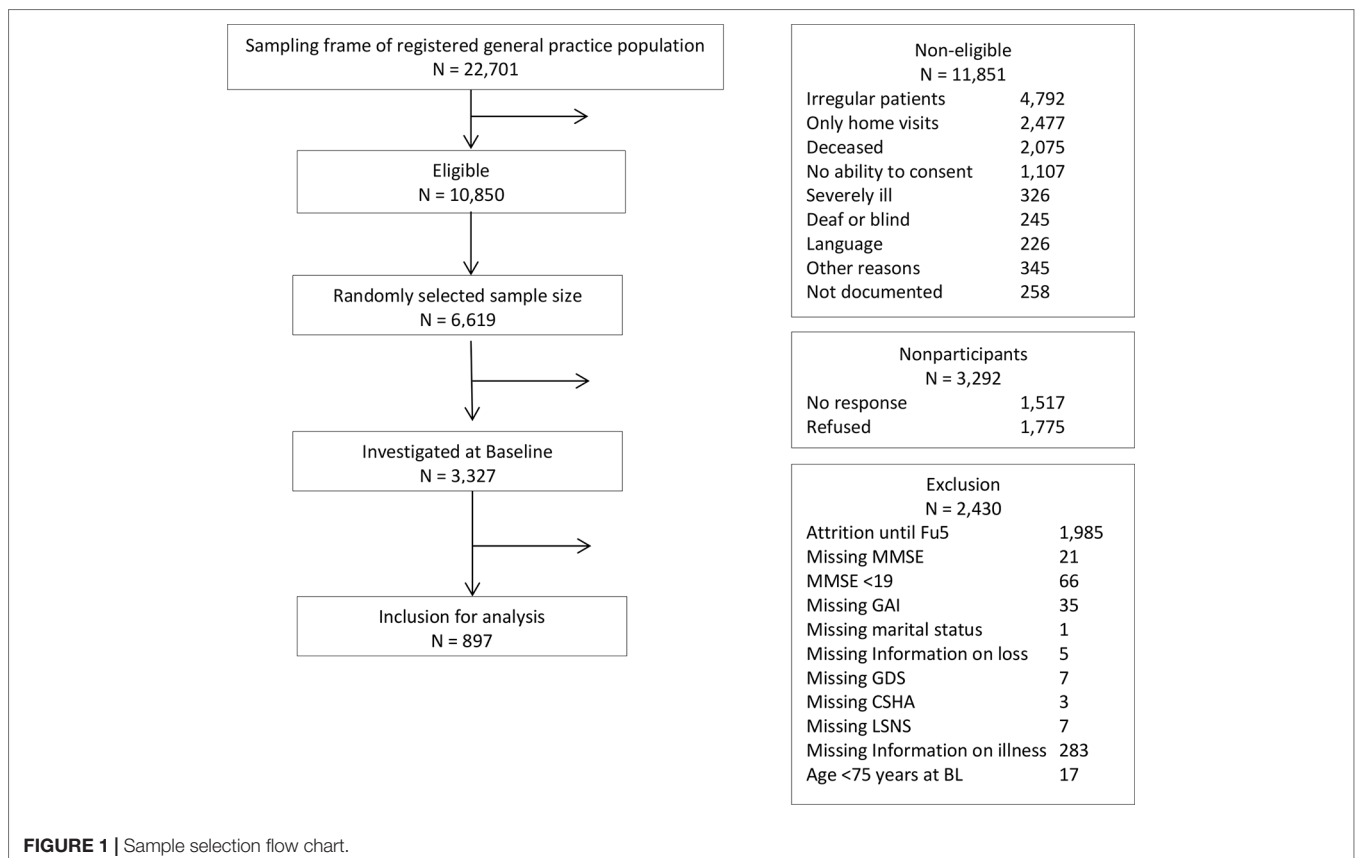 Sampling frame of registered general practice population
N = 22,701
Eligible
N = 10,850
Randomly selected sample size
N = 6,619
Investigated at Baseline
N = 3,327
Inclusion for analysis
N = 897
Non-eligible
N = 11,851
Irregular patients 4,792
Only home visits 2,477
Deceased 2,075
No ability to consent 1,107
Severely ill 326
Deaf or blind 245
Language 226
Other reasons 345
Not documented 258
Nonparticipants
N = 3,292
No response 1,517
Refused 1,775
Exclusion
N = 2,430
Attrition until Fu5 1,985
Missing MMSE 21
MMSE <19 66
Missing GAI 35
Missing marital status 1
Missing Information on loss 5
Missing GDS 7
Missing CSHA 3
Missing LSNS 7
Missing Information on illness 283
Age <75 years at BL 17
FIGURE 1 | Sample selection flow chart.